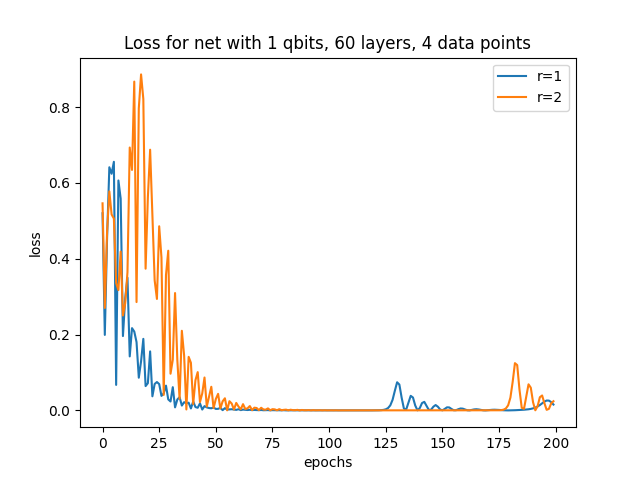 Loss for net with 1 qbits, 60 layers, 4 data points
r=1
r=2
0.8
0.6
0.4
0.2
0.0
loss
0 25 50 75 100 125 150 175 200
epochs